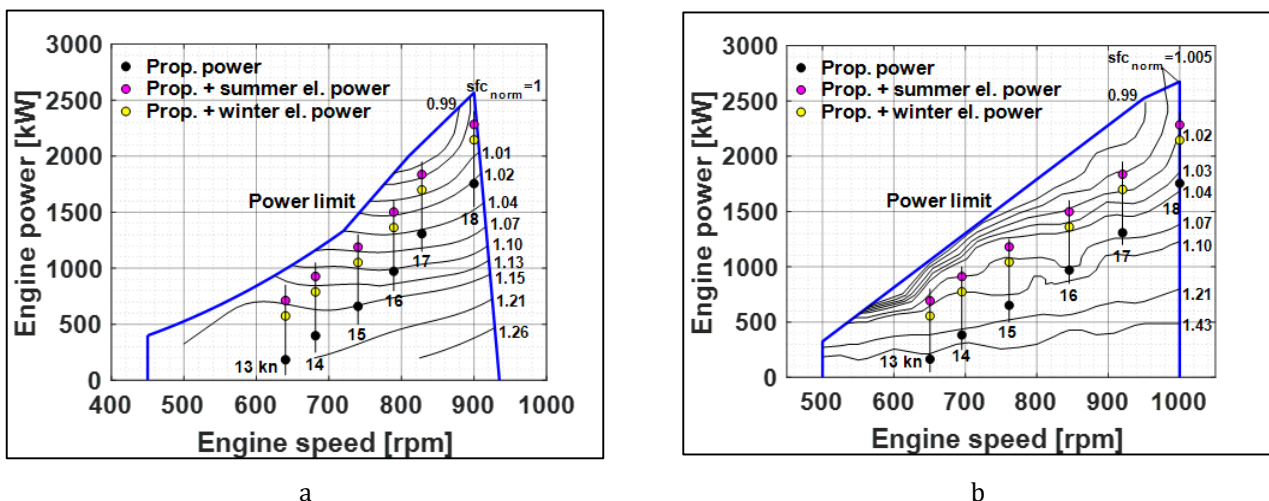 3000
2500
2000
1500
1000
500
0
Engine power [kW]
Prop. power
Prop. + summer el. power
Prop. + winter el. power
sfc norm=1
0.99
1.01
1.02
1.04
1.07
1.10
1.13
1.15
1.21
1.26
Power limit
18
17
16
15
14
13 kn
400 500 600 700 800 900 1000
Engine speed [rpm]
a
3000
2500
2000
1500
1000
500
0
Engine power [kW]
Prop. power
Prop. + summer el. power
Prop. + winter el. power
sfc norm=1.005
0.99
1.02
1.03
1.04
1.07
1.10
1.21
1.43
Power limit
18
17
16
15
14
13 kn
500 600 700 800 900 1000
Engine speed [rpm]
b